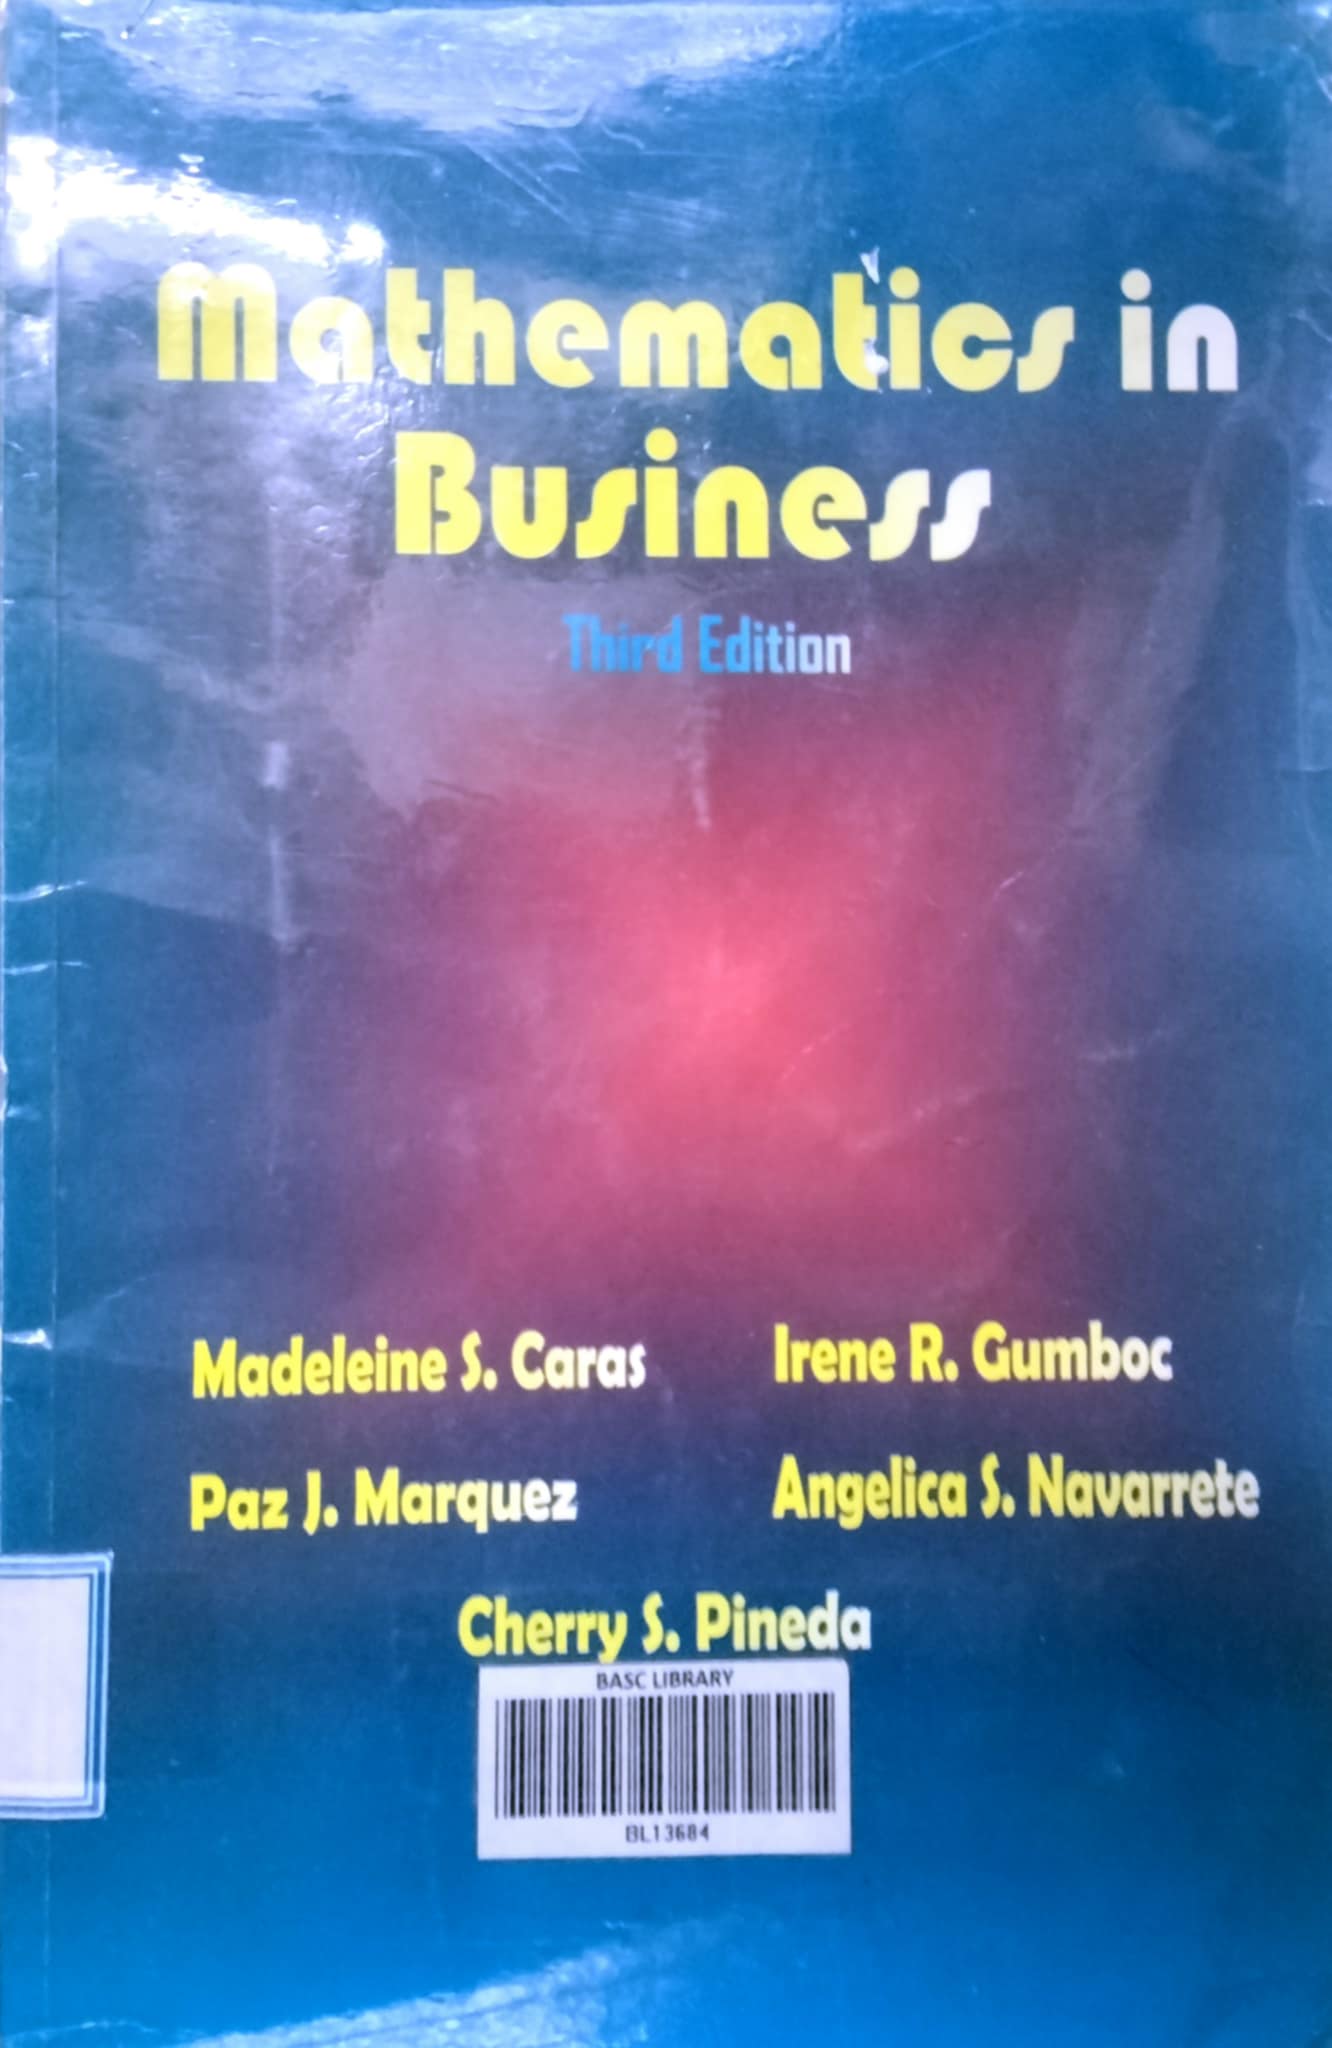 Mathematics in
Business
Third Edition
Madeleine S. Caras
Irene R. Gumboc
Paz J. Marquez
Angelica S. Navarrete
Cherry S. Pineda
BASC LIBRARY
BL13684